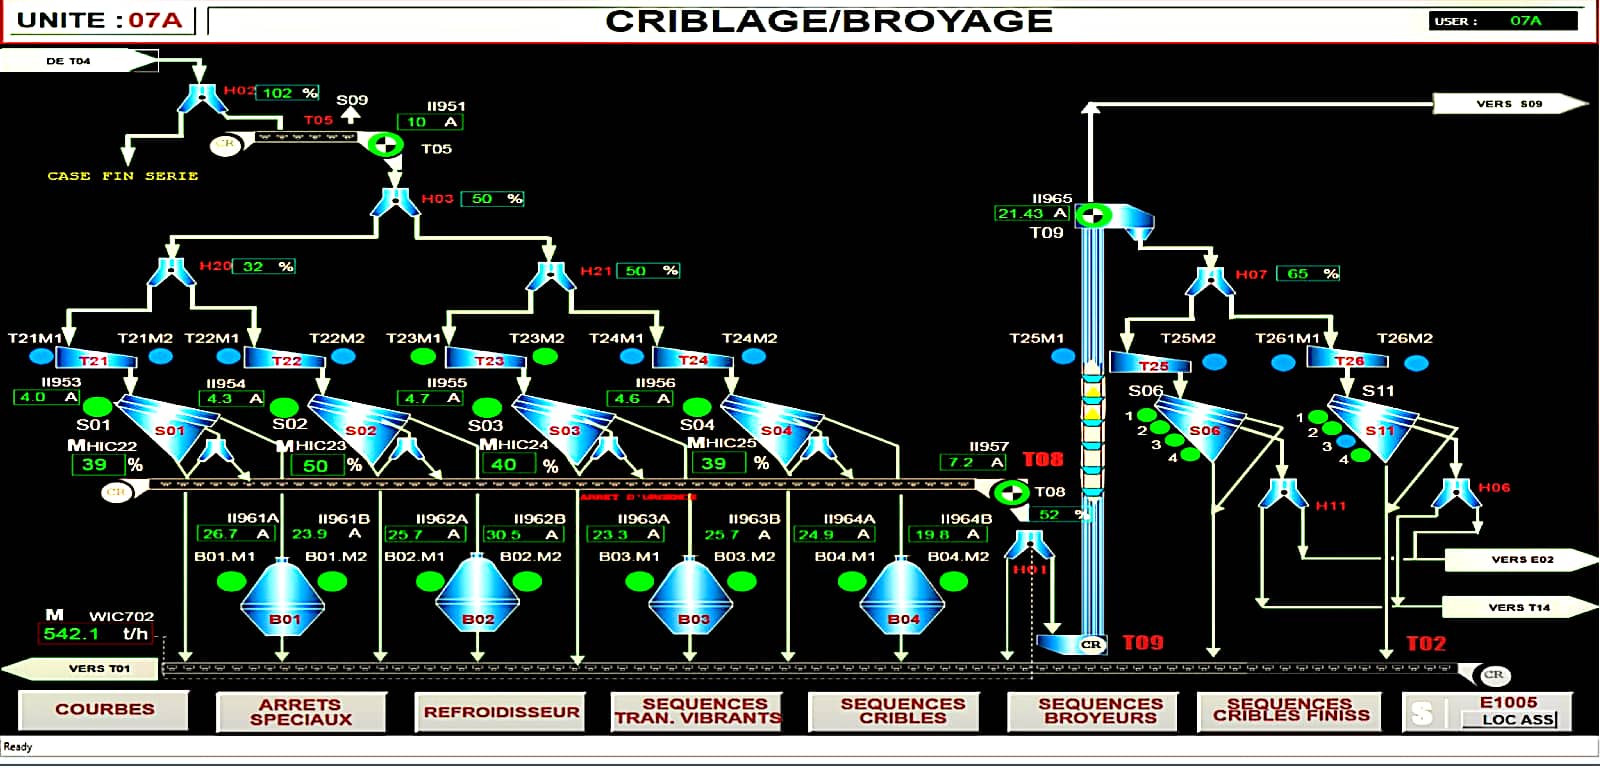 UNITE : 07A
CRIBLAGE/BROYAGE
USER : 07A
DE T04
H02 102 %
S09
T05
II951
10 A
T05
CR
CASE FIN SERIE
VERS S09
H03 50 %
II965
21.43 A
T09
H20 32 %
H21 50 %
H07 65 %
T21M1 T21M2 T22M1 T22M2 T23M1 T23M2 T24M1 T24M2
T25M1 T25M2 T261M1 T26M2
T21 T22 T23 T24 T25 T26
II953
4.0 A
II954
4.3 A
II955
4.7 A
II956
4.6 A
S01 S02 S03 S04
S01 S02 S03 S04
S06 S11
1 2 3 4
S06
1 2 3 4
S11
MHIC22
39 %
MHIC23
50 %
MHIC24
40 %
MHIC25
39 %
II957
7.2 A
T08
CR
ARRET D'URGENCE
T08
52 %
H11
H06
II961A
26.7 A
II961B
23.9 A
II962A
25.7 A
II962B
30.5 A
II963A
23.3 A
II963B
25.7 A
II964A
24.9 A
II964B
19.8 A
B01.M1 B01.M2 B02.M1 B02.M2 B03.M1 B03.M2 B04.M1 B04.M2
H01
VERS E02
B01 B02 B03 B04
VERS T14
M WIC702
542.1 t/h
CR T09
T02
VERS T01
CR
COURBES
ARRETS
SPECIAUX
REFROIDISSEUR
SEQUENCES
TRAN. VIBRANTS
SEQUENCES
CRIBLES
SEQUENCES
BROYEURS
SEQUENCES
CRIBLES FINISS
S
E1005
LOC ASS
Ready